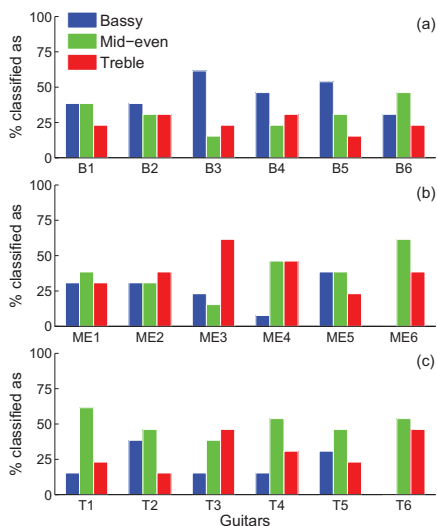 (a)
Bassy
Mid-even
Treble
% classified as
100
75
50
25
0
B1 B2 B3 B4 B5 B6
(b)
% classified as
100
75
50
25
0
ME1 ME2 ME3 ME4 ME5 ME6
(c)
% classified as
100
75
50
25
0
T1 T2 T3 T4 T5 T6
Guitars